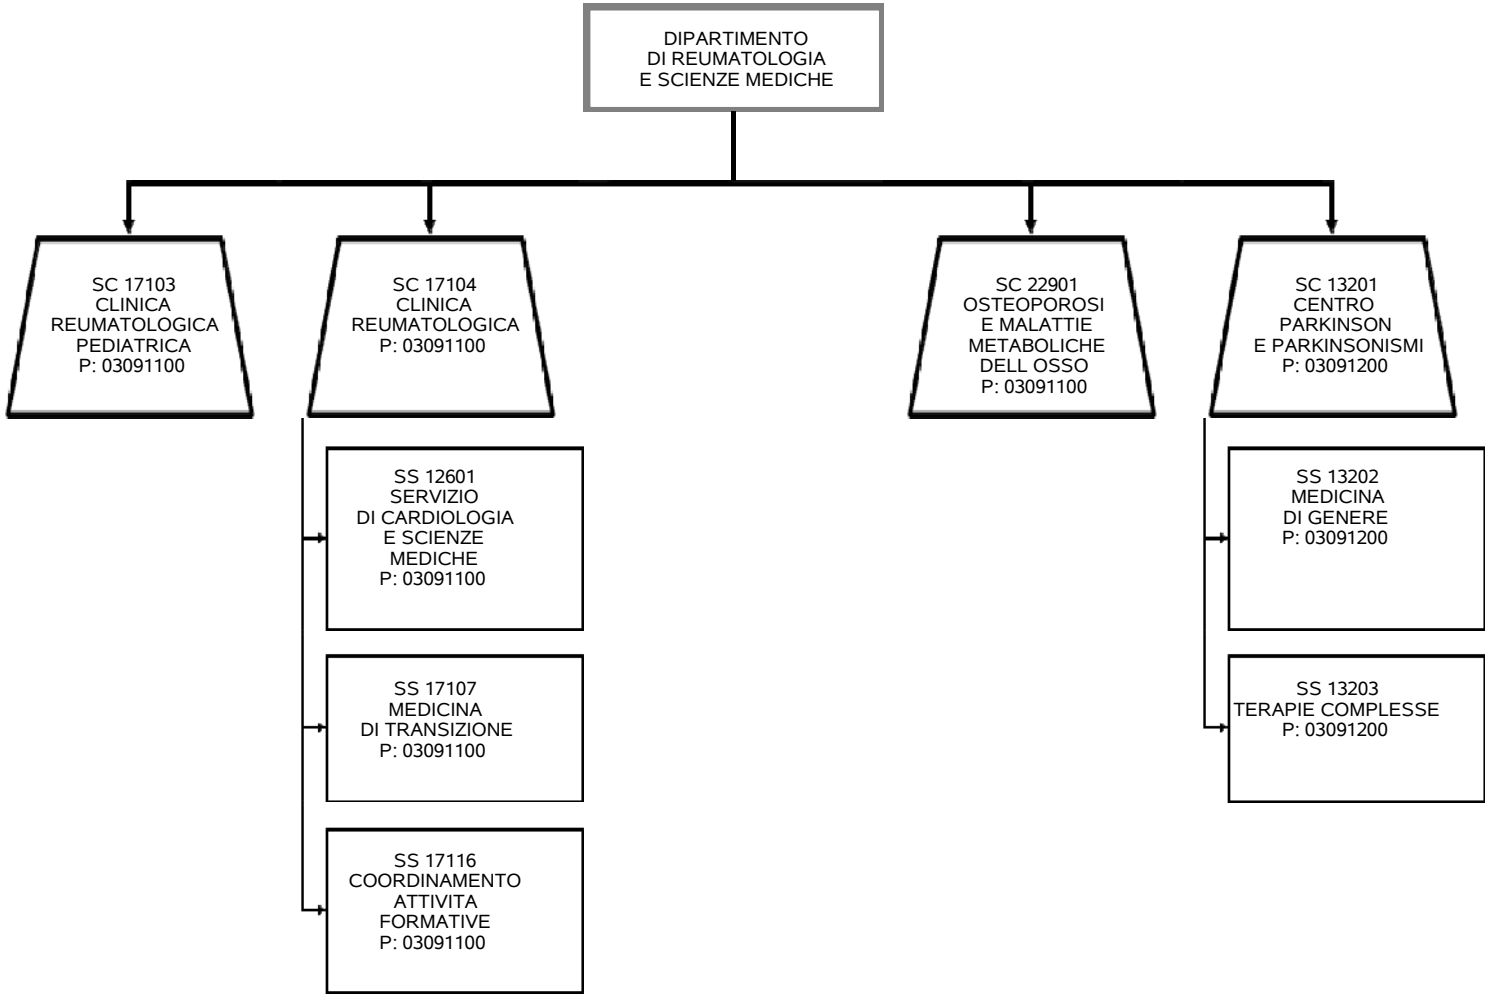 DIPARTIMENTO
DI REUMATOLOGIA
E SCIENZE MEDICHE
SC 17103
CLINICA
REUMATOLOGICA
PEDIATRICA
P: 03091100
SC 17104
CLINICA
REUMATOLOGICA
P: 03091100
SC 22901
OSTEOPOROSI
E MALATTIE
METABOLICHE
DELL OSSO
P: 03091100
SC 13201
CENTRO
PARKINSON
E PARKINSONISMI
P: 03091200
SS 12601
SERVIZIO
DI CARDIOLOGIA
E SCIENZE
MEDICHE
P: 03091100
SS 17107
MEDICINA
DI TRANSIZIONE
P: 03091100
SS 17116
COORDINAMENTO
ATTIVITA
FORMATIVE
P: 03091100
SS 13202
MEDICINA
DI GENERE
P: 03091200
SS 13203
TERAPIE COMPLESSE
P: 03091200